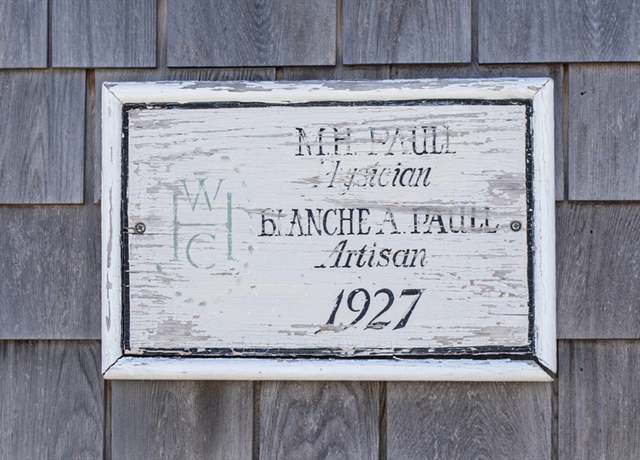 W
H
C
M.H. PAULL
Physician
BLANCHE A. PAULL
Artisan
1927